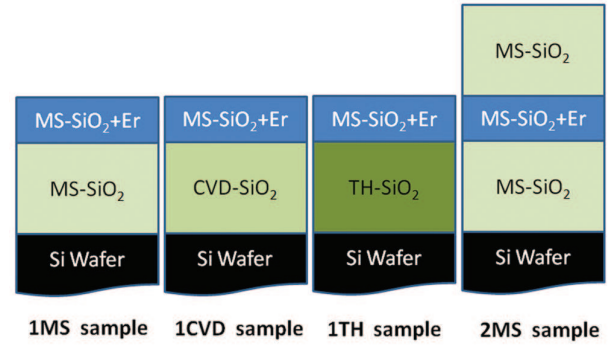 MS-SiO₂
MS-SiO₂+Er
MS-SiO₂+Er
MS-SiO₂+Er
MS-SiO₂+Er
MS-SiO₂
CVD-SiO₂
TH-SiO₂
MS-SiO₂
Si Wafer
Si Wafer
Si Wafer
Si Wafer
1MS sample
1CVD sample
1TH sample
2MS sample